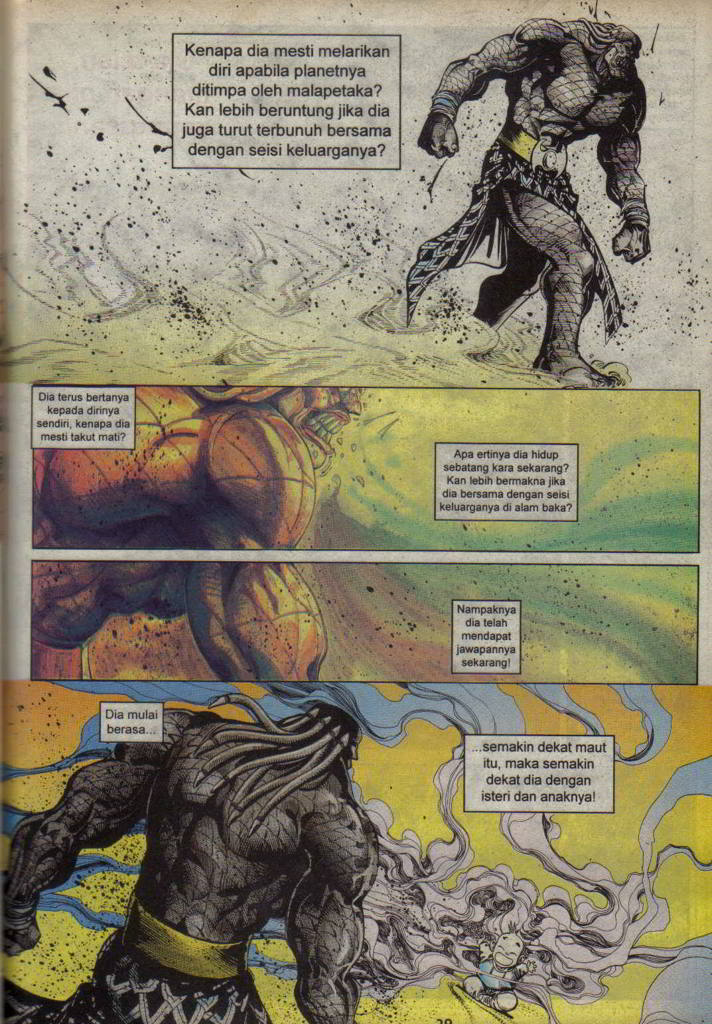 Kenapa dia mesti melarikan
diri apabila planetnya
ditimpa oleh malapetaka?
Kan lebih beruntung jika dia
juga turut terbunuh bersama
dengan seisi keluarganya?
Dia terus bertanya
kepada dirinya
sendiri, kenapa dia
mesti takut mati?
Apa ertinya dia hidup
sebatang kara sekarang?
Kan lebih bermakna jika
dia bersama dengan seisi
keluarganya di alam baka?
Nampaknya
dia telah
mendapat
jawapannya
sekarang!
Dia mulai
berasa...
...semakin dekat maut
itu, maka semakin
dekat dia dengan
isteri dan anaknya!